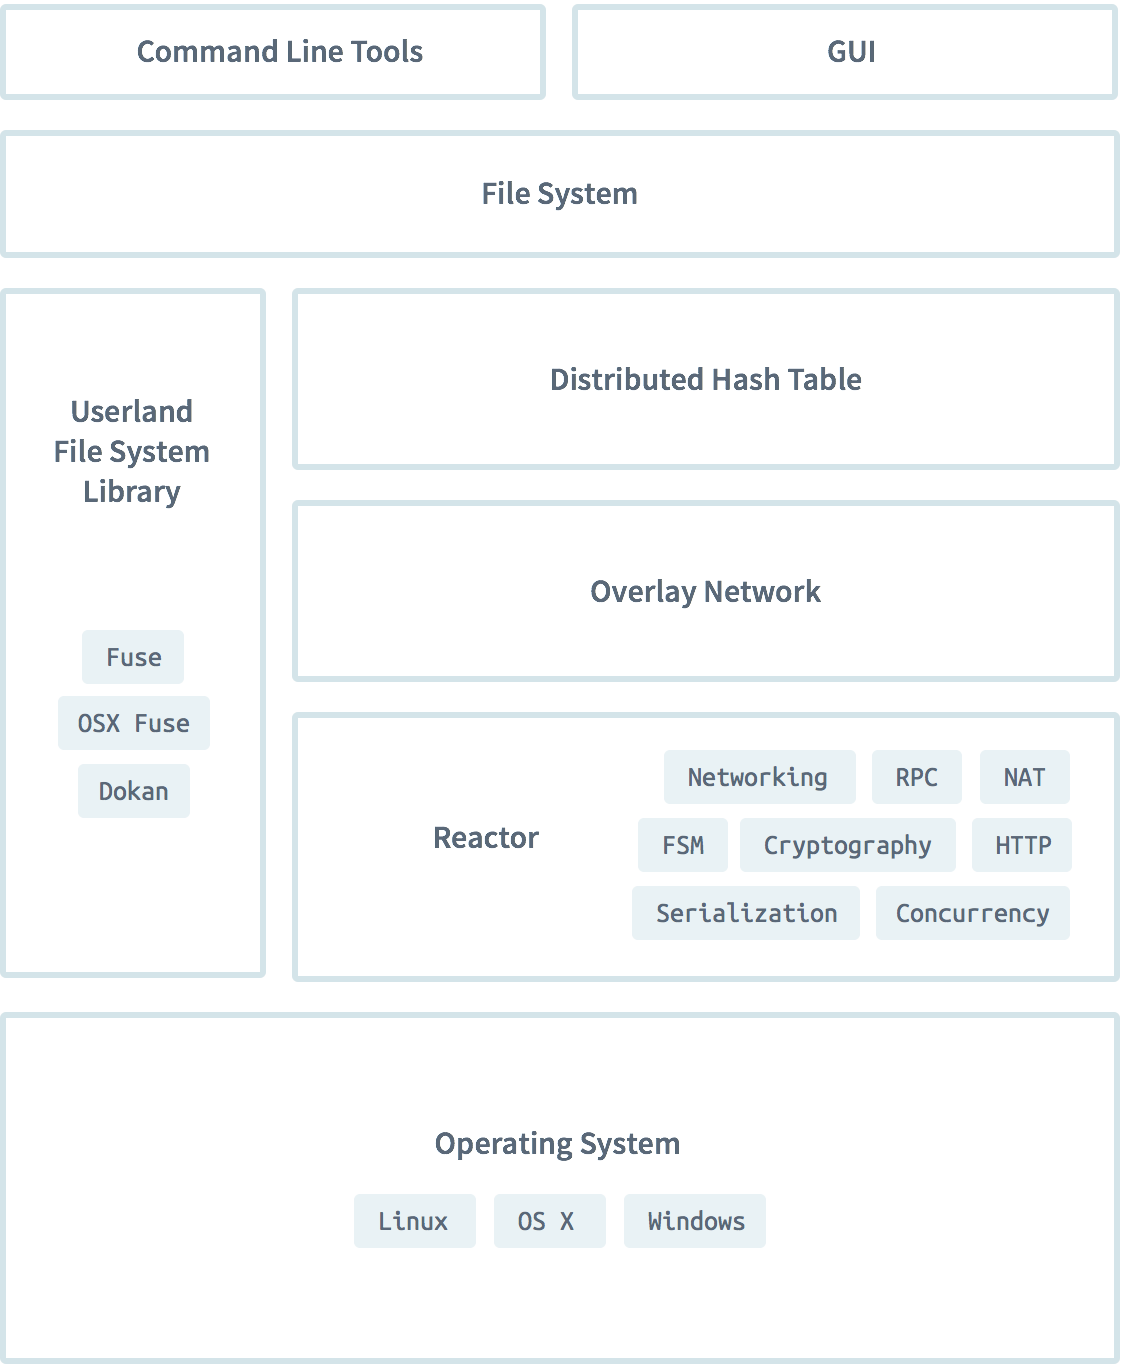 Command Line Tools
GUI
File System
Userland
File System
Library
Fuse
OSX Fuse
Dokan
Distributed Hash Table
Overlay Network
Reactor
Networking RPC NAT
FSM Cryptography HTTP
Serialization Concurrency
Operating System
Linux OS X Windows